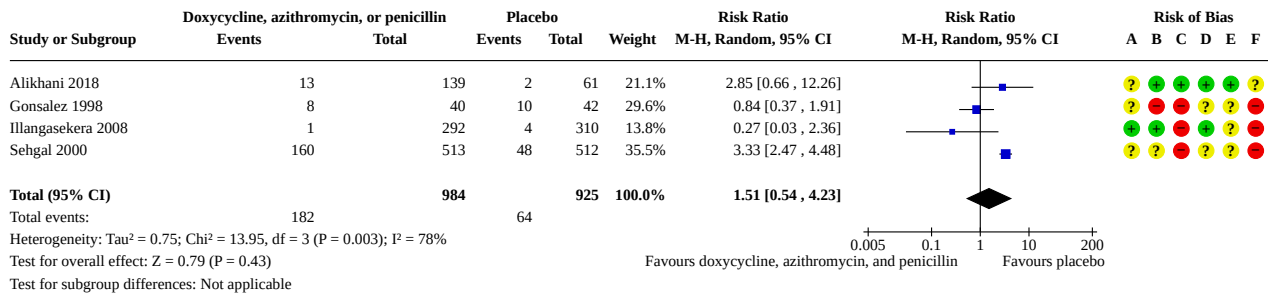 Doxycycline, azithromycin, or penicillin Placebo Risk Ratio Risk Ratio Risk of Bias
Study or Subgroup Events Total Events Total Weight M-H, Random, 95% CI M-H, Random, 95% CI A B C D E F
Alikhani 2018 13 139 2 61 21.1% 2.85 [0.66 , 12.26] ? + + + + ?
Gonsalez 1998 8 40 10 42 29.6% 0.84 [0.37 , 1.91] ? − − ? ? −
Illangasekera 2008 1 292 4 310 13.8% 0.27 [0.03 , 2.36] + + − + ? −
Sehgal 2000 160 513 48 512 35.5% 3.33 [2.47 , 4.48] ? ? − ? ? −
Total (95% CI) 984 925 100.0% 1.51 [0.54 , 4.23]
Total events: 182 64
Heterogeneity: Tau² = 0.75; Chi² = 13.95, df = 3 (P = 0.003); I² = 78%
0.005 0.1 1 10 200
Test for overall effect: Z = 0.79 (P = 0.43) Favours doxycycline, azithromycin, and penicillin Favours placebo
Test for subgroup differences: Not applicable